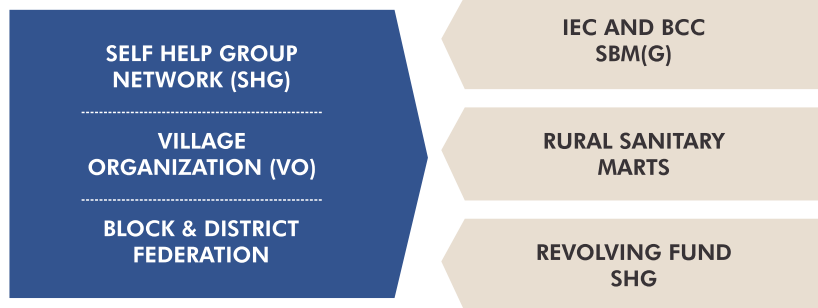 SELF HELP GROUP
NETWORK (SHG)
VILLAGE
ORGANIZATION (VO)
BLOCK & DISTRICT
FEDERATION
IEC AND BCC
SBM(G)
RURAL SANITARY
MARTS
REVOLVING FUND
SHG